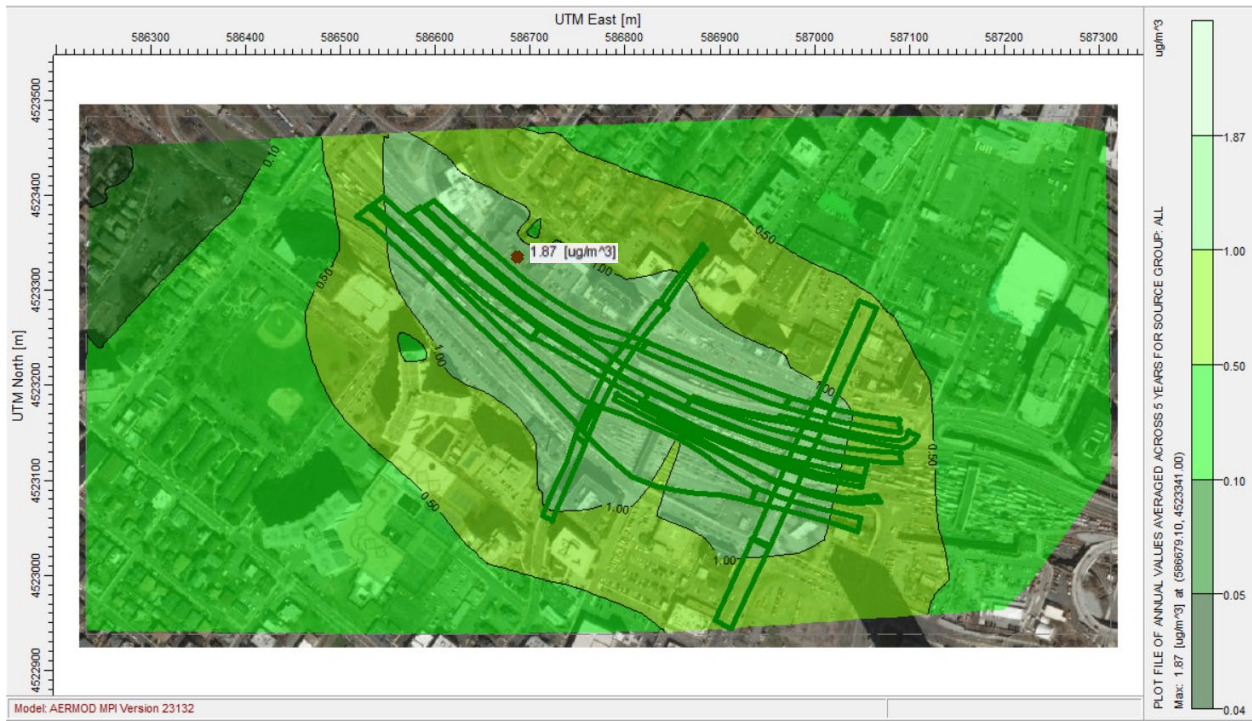 UTM East [m]
586300 586400 586500 586600 586700 586800 586900 587000 587100 587200 587300
UTM North [m]
4523500
4523400
4523300
4523200
4523100
4523000
4522900
0.10
0.50
1.87 [ug/m^3]
1.00
0.50
1.00
1.00
0.50
0.50
1.00
1.00
ug/m^3
1.87
1.00
0.50
0.10
0.05
0.04
PLOT FILE OF ANNUAL VALUES AVERAGED ACROSS 5 YEARS FOR SOURCE GROUP: ALL
Max: 1.87 [ug/m^3] at (586679.10, 4523341.00)
Model: AERMOD MPI Version 23132